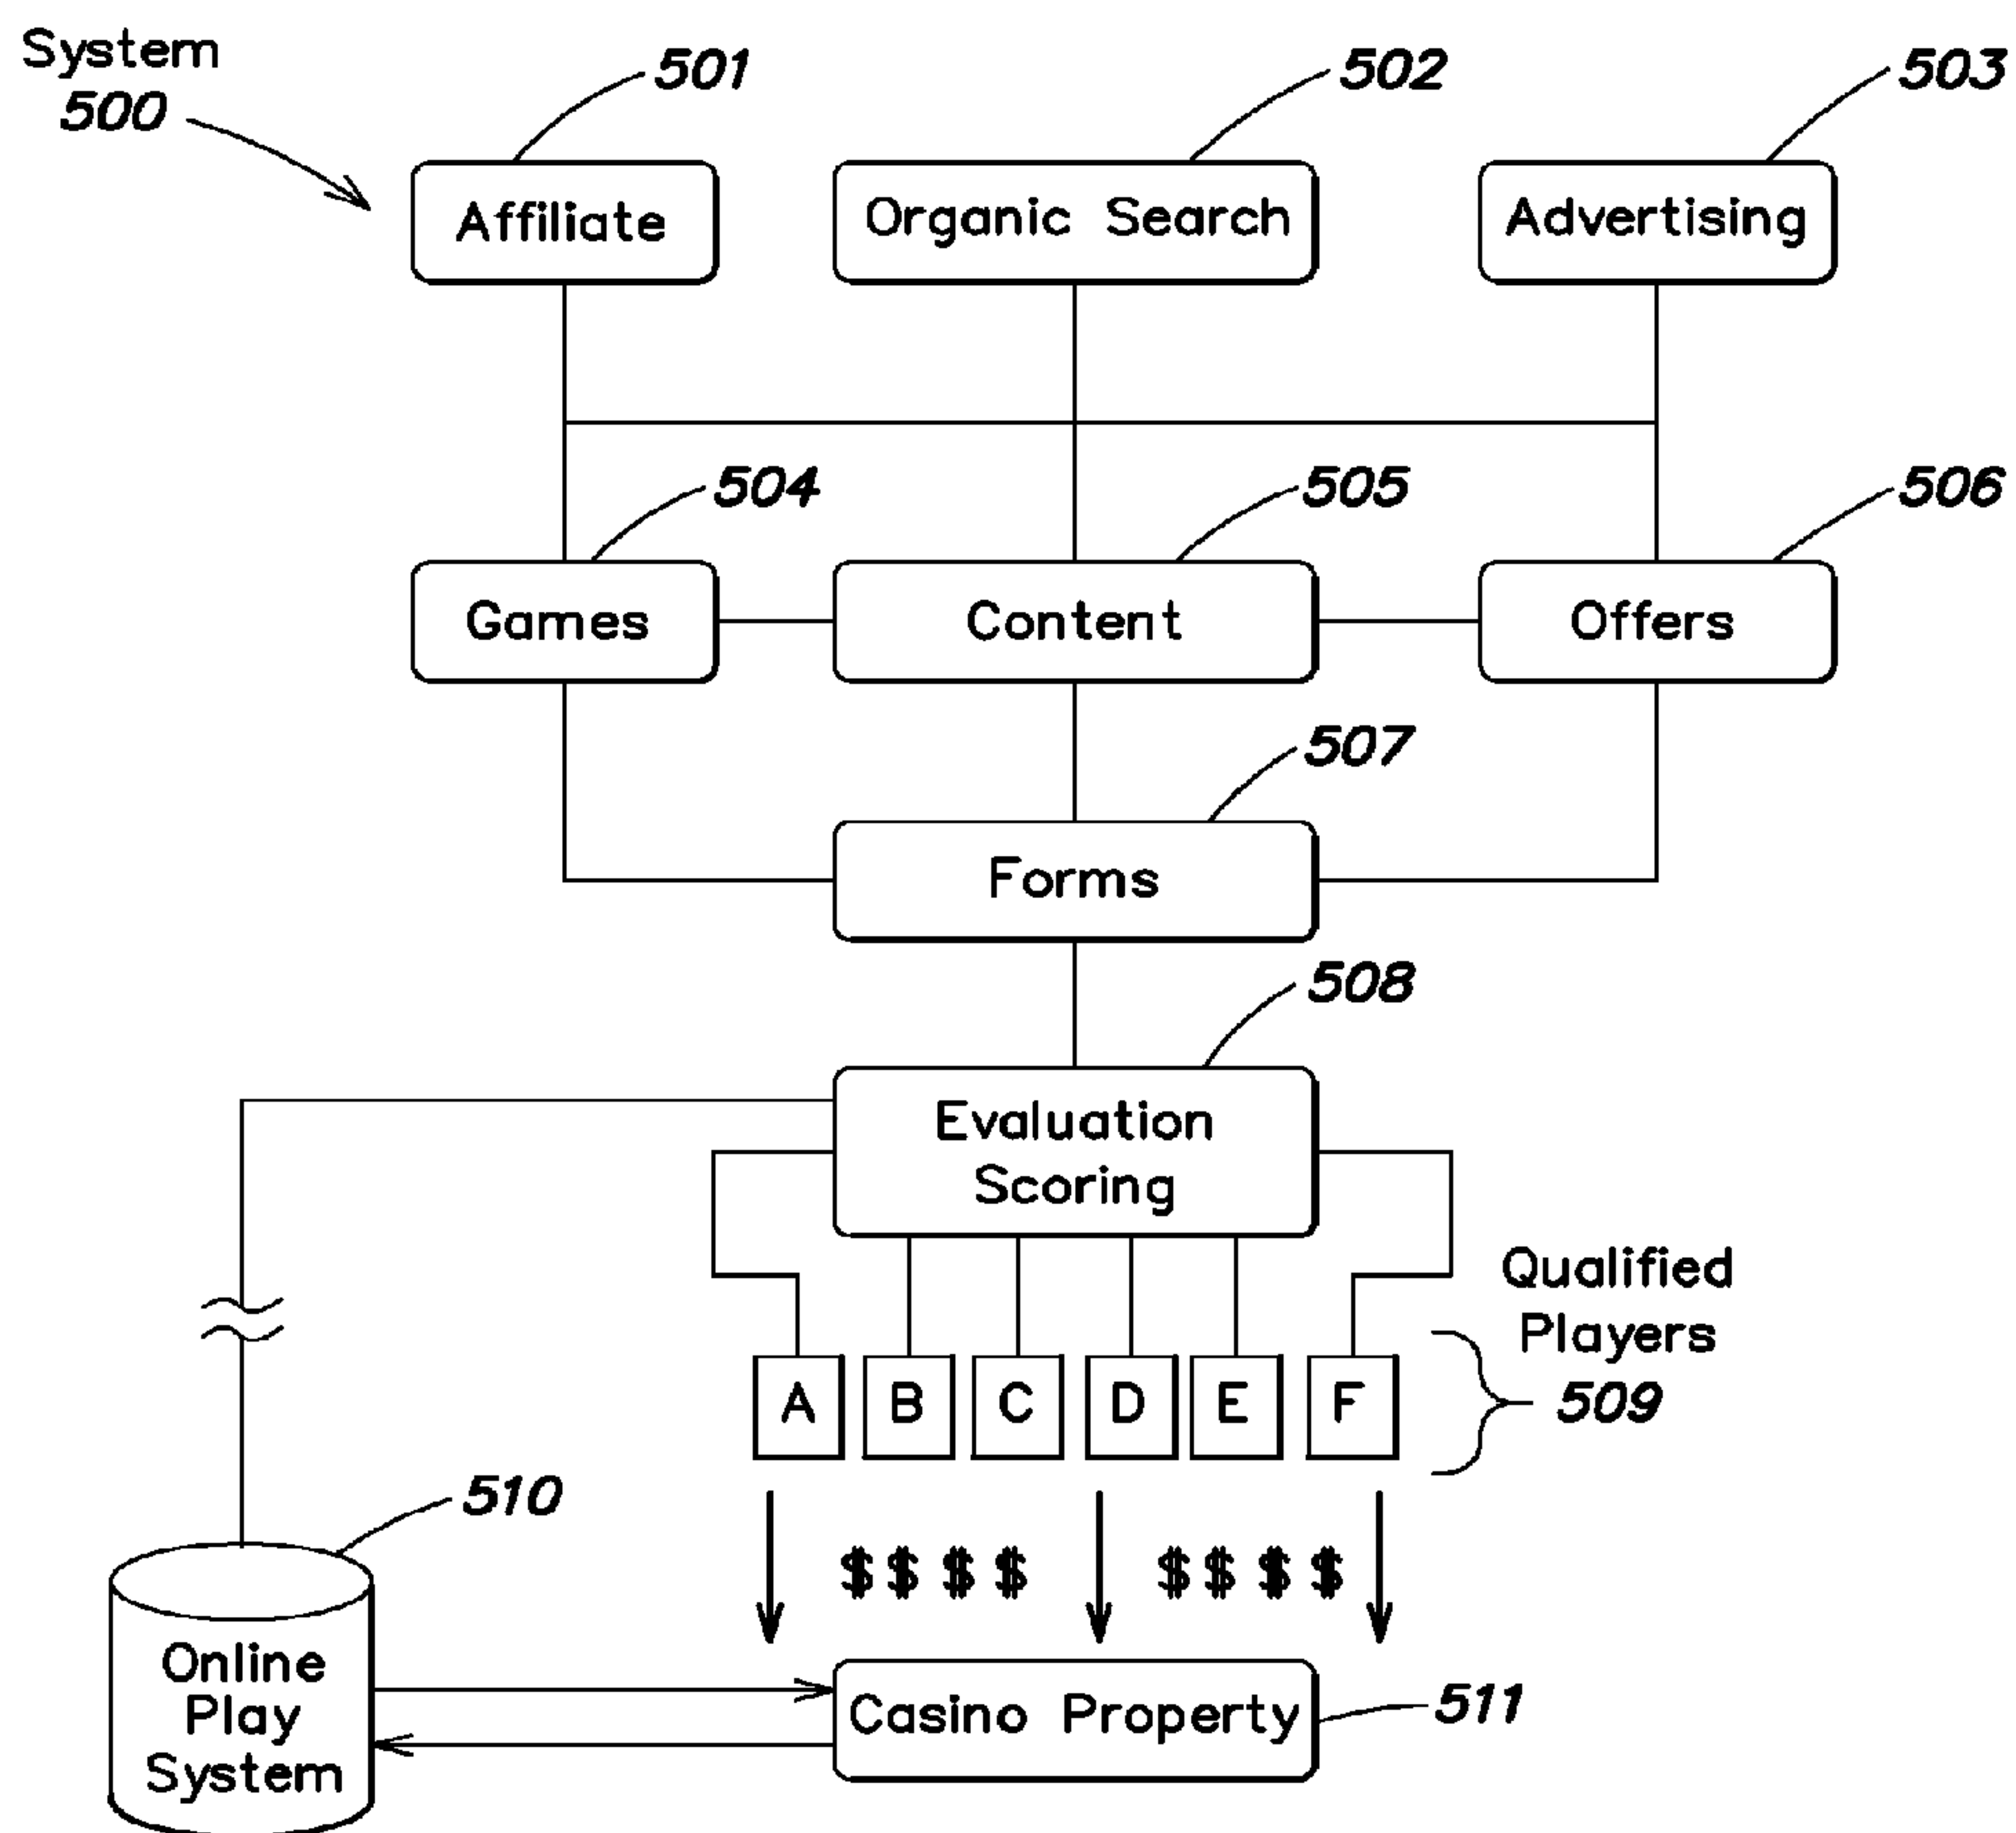 System
500
501
502
503
Affiliate
Organic Search
Advertising
504
505
506
Games
Content
Offers
507
Forms
508
Evaluation
Scoring
Qualified
Players
509
A
B
C
D
E
F
510
$$$$
$$$$
Online
Play
System
Casino Property
511